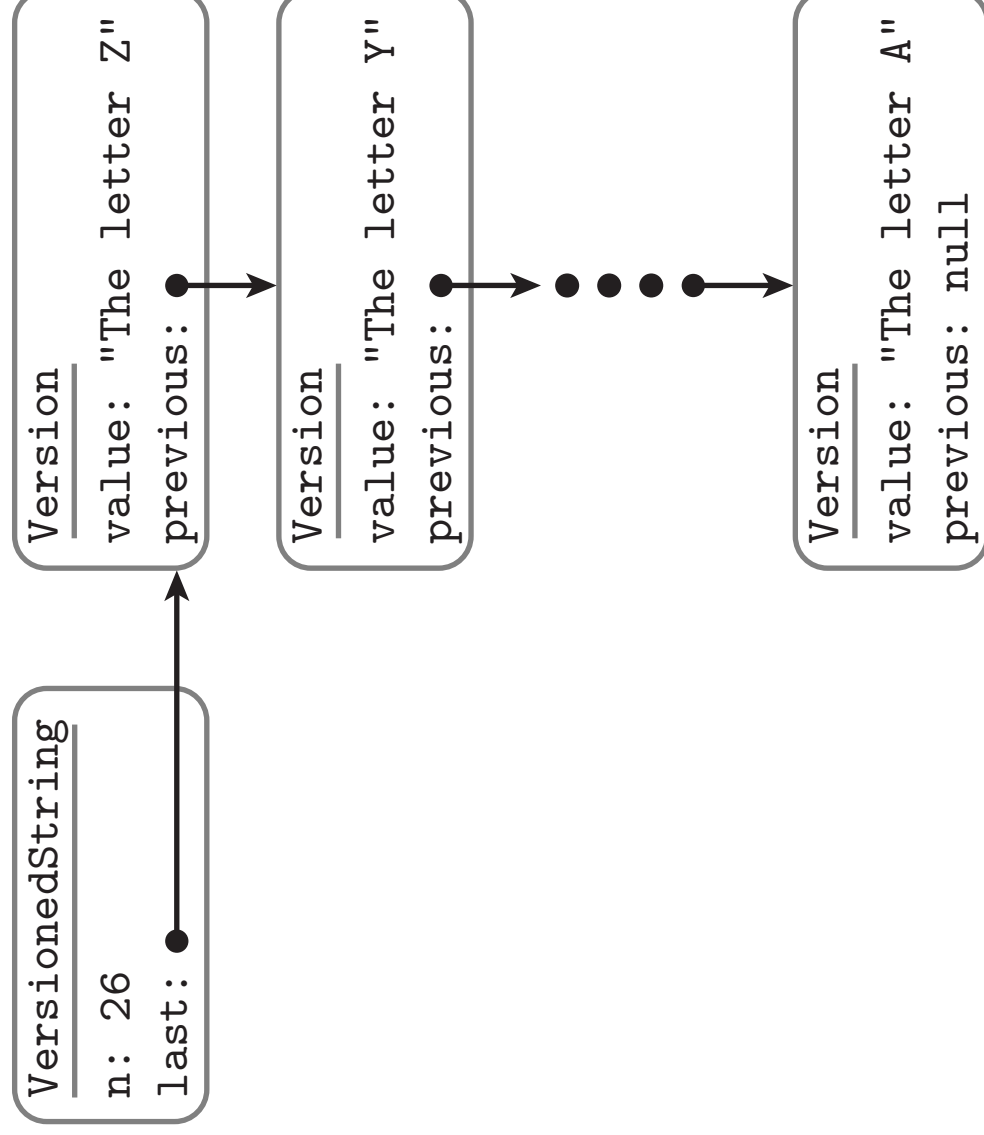 VersionedString
n: 26
last:
Version
value: "The letter Z"
previous:
Version
value: "The letter Y"
previous:
Version
value: "The letter A"
previous: null